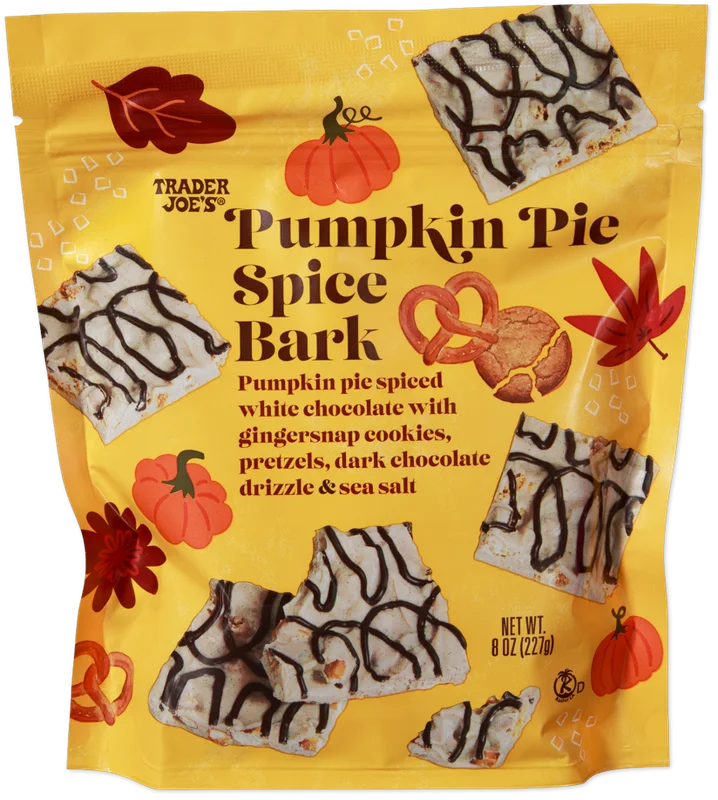 TRADER
JOE'S®
Pumpkin Pie
Spice
Bark
Pumpkin pie spiced
white chocolate with
gingersnap cookies,
pretzels, dark chocolate
drizzle & sea salt
NET WT.
8 OZ (227g)
K D